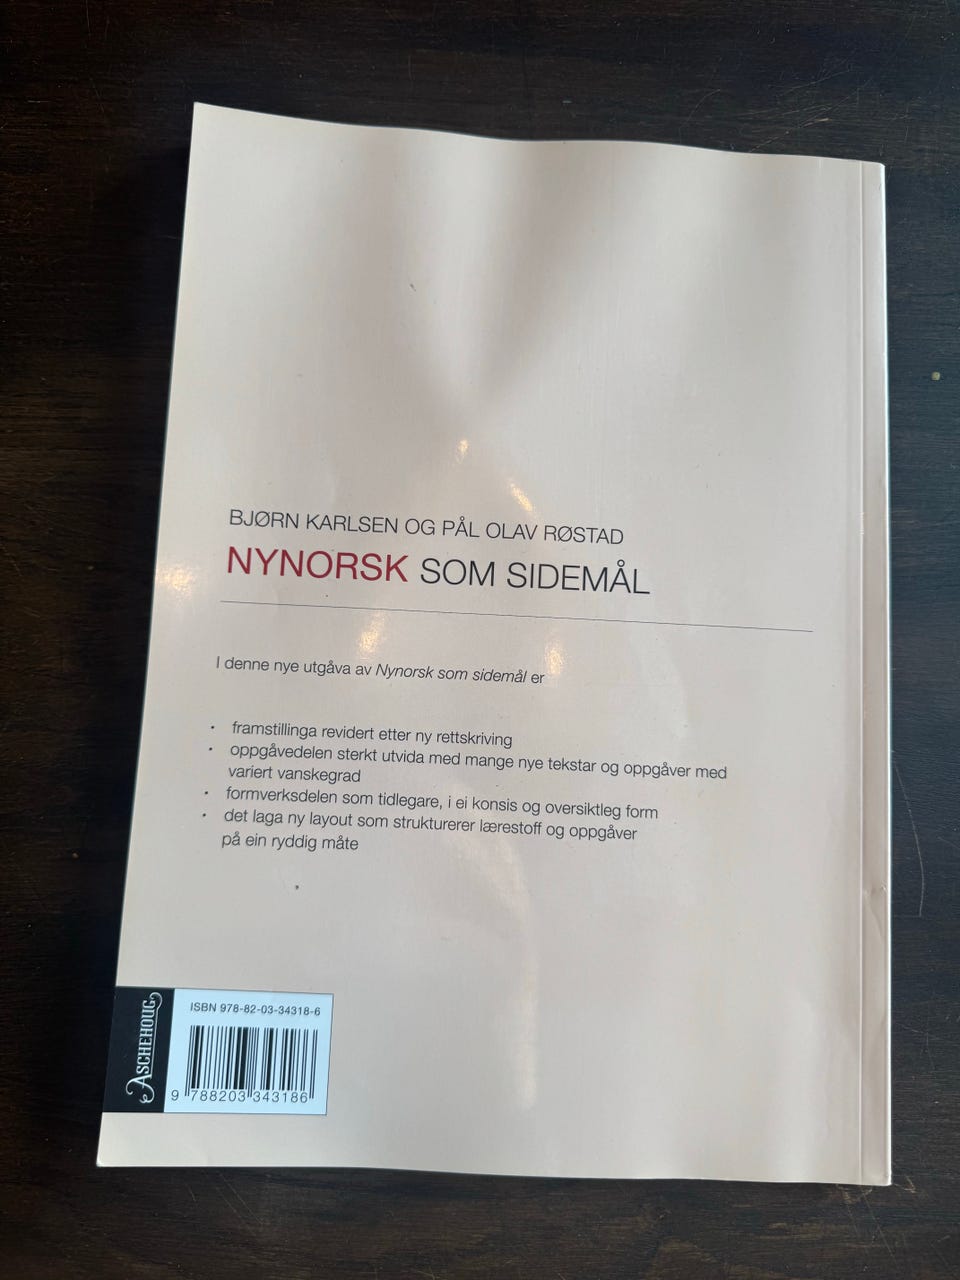 BJØRN KARLSEN OG PÅL OLAV RØSTAD
NYNORSK SOM SIDEMÅL
I denne nye utgåva av Nynorsk som sidemål er
· framstillinga revidert etter ny rettskriving
· oppgåvedelen sterkt utvida med mange nye tekstar og oppgåver med
variert vanskegrad
· formverksdelen som tidlegare, i ei konsis og oversiktleg form
· det laga ny layout som strukturerer lærestoff og oppgåver
på ein ryddig måte
ASCHEHOUG
ISBN 978-82-03-34318-6
9 788203 343186